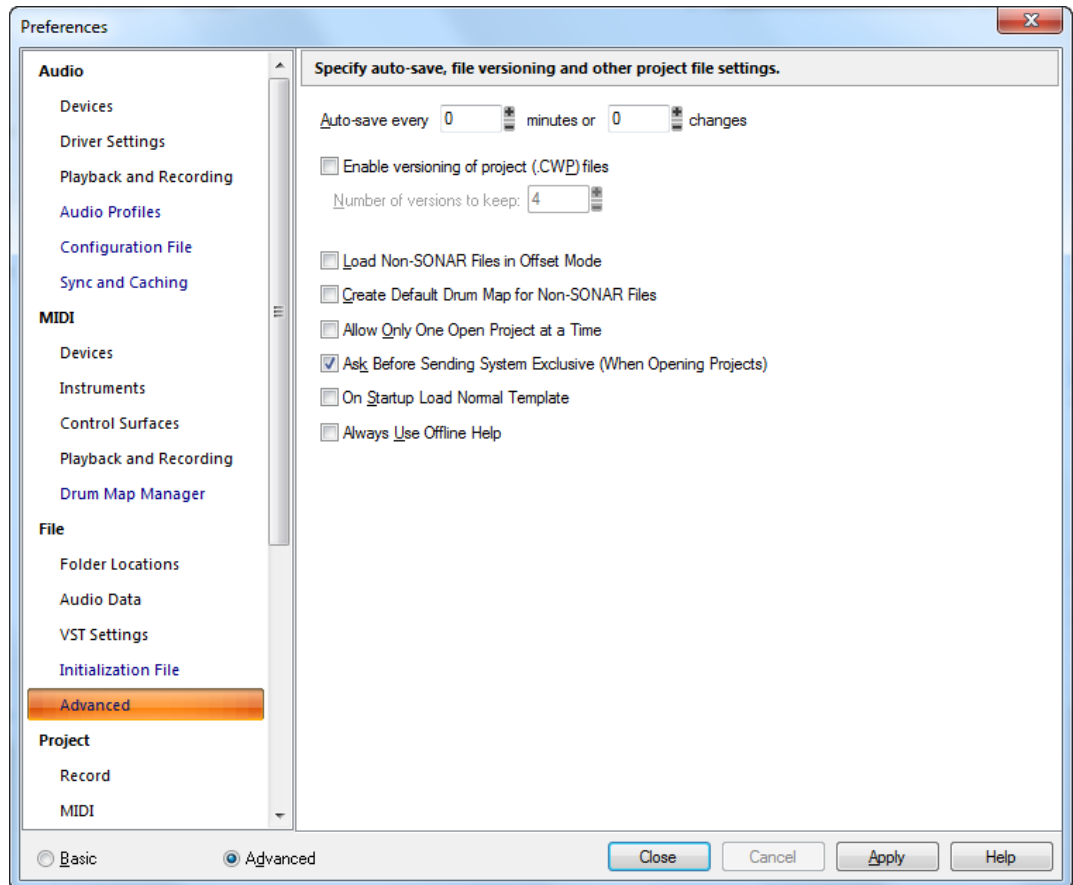 Preferences
Audio
Devices
Driver Settings
Playback and Recording
Audio Profiles
Configuration File
Sync and Caching
MIDI
Devices
Instruments
Control Surfaces
Playback and Recording
Drum Map Manager
File
Folder Locations
Audio Data
VST Settings
Initialization File
Advanced
Project
Record
MIDI
Specify auto-save, file versioning and other project file settings.
Auto-save every 0 minutes or 0 changes
Enable versioning of project (.CWP) files
Number of versions to keep: 4
Load Non-SONAR Files in Offset Mode
Create Default Drum Map for Non-SONAR Files
Allow Only One Open Project at a Time
Ask Before Sending System Exclusive (When Opening Projects)
On Startup Load Normal Template
Always Use Offline Help
Basic Advanced Close Cancel Apply Help